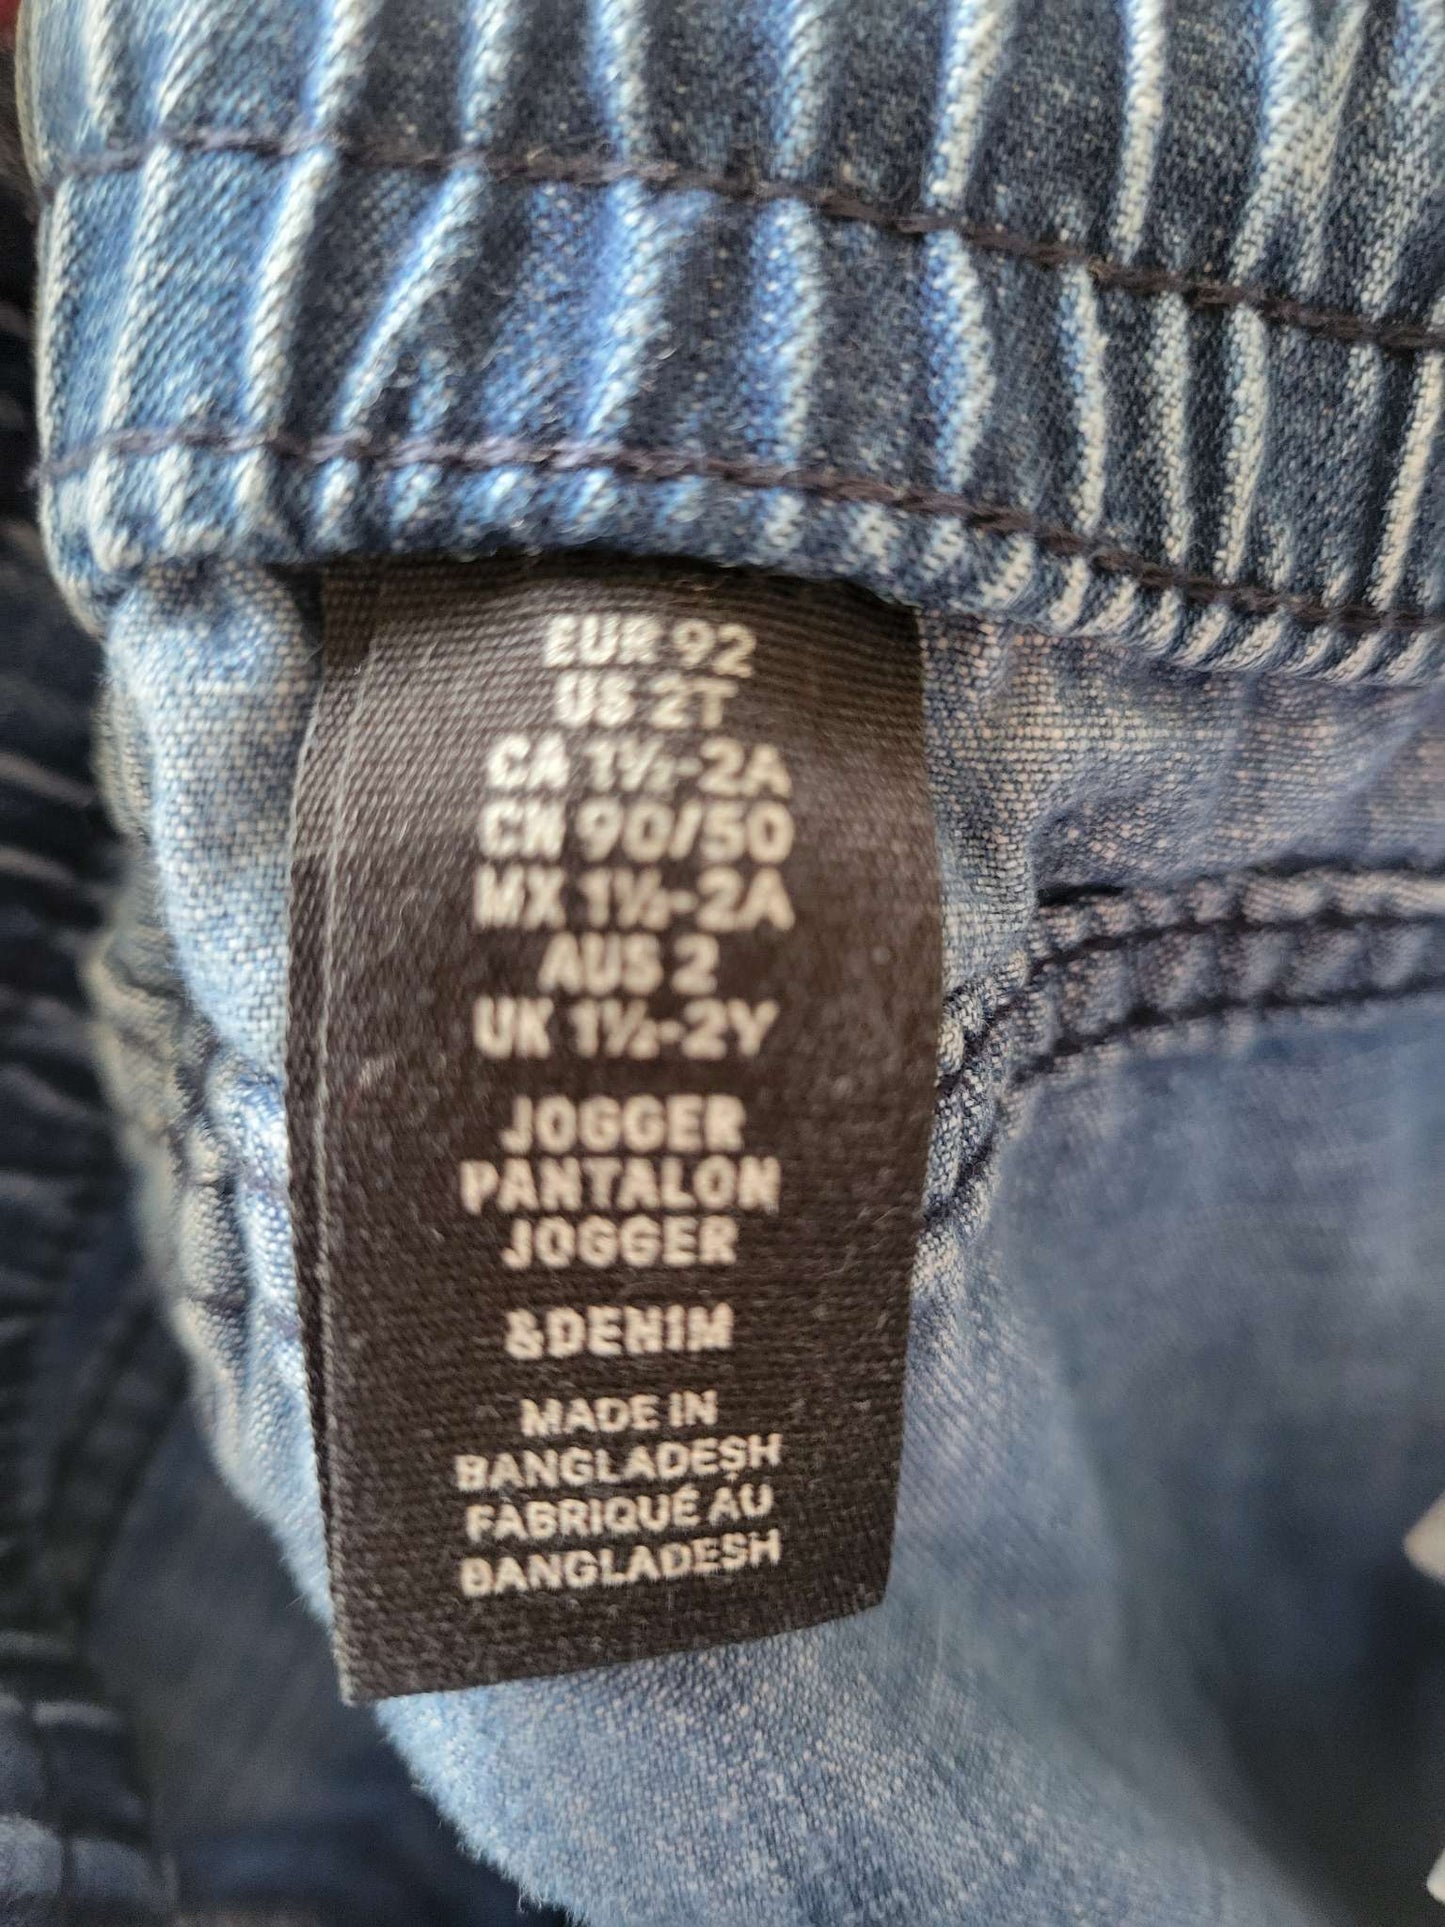 EUR 92
US 2T
CA 1½-2A
CN 90/50
MX 1½-2A
AUS 2
UK 1½-2Y
JOGGER
PANTALON
JOGGER
&DENIM
MADE IN
BANGLADESH
FABRIQUÉ AU
BANGLADESH